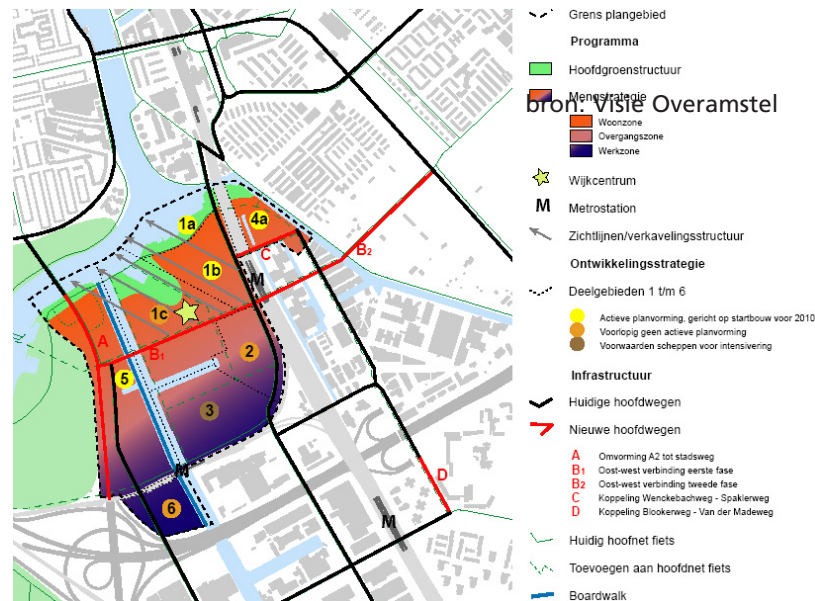 1a
4a
1b
C
B2
M
1c
A
B1
2
5
3
M
6
D
M
Grens plangebied
Programma
Hoofdgroenstructuur
Mengstrategie
bron: Visie Overamstel
Woonzone
Overgangszone
Werkzone
Wijkcentrum
M Metrostation
Zichtlijnen/verkavelingsstructuur
Ontwikkelingsstrategie
Deelgebieden 1 t/m 6
Actieve planvorming, gericht op startbouw voor 2010
Voorlopig geen actieve planvorming
Voorwaarden scheppen voor intensivering
Infrastructuur
Huidige hoofdwegen
Nieuwe hoofdwegen
A Omvorming A2 tot stadsweg
B1 Oost-west verbinding eerste fase
B2 Oost-west verbinding tweede fase
C Koppeling Wenckebachweg - Spaklerweg
D Koppeling Blookerweg - Van der Madeweg
Huidig hoofnet fiets
Toevoegen aan hoofdnet fiets
Boardwalk